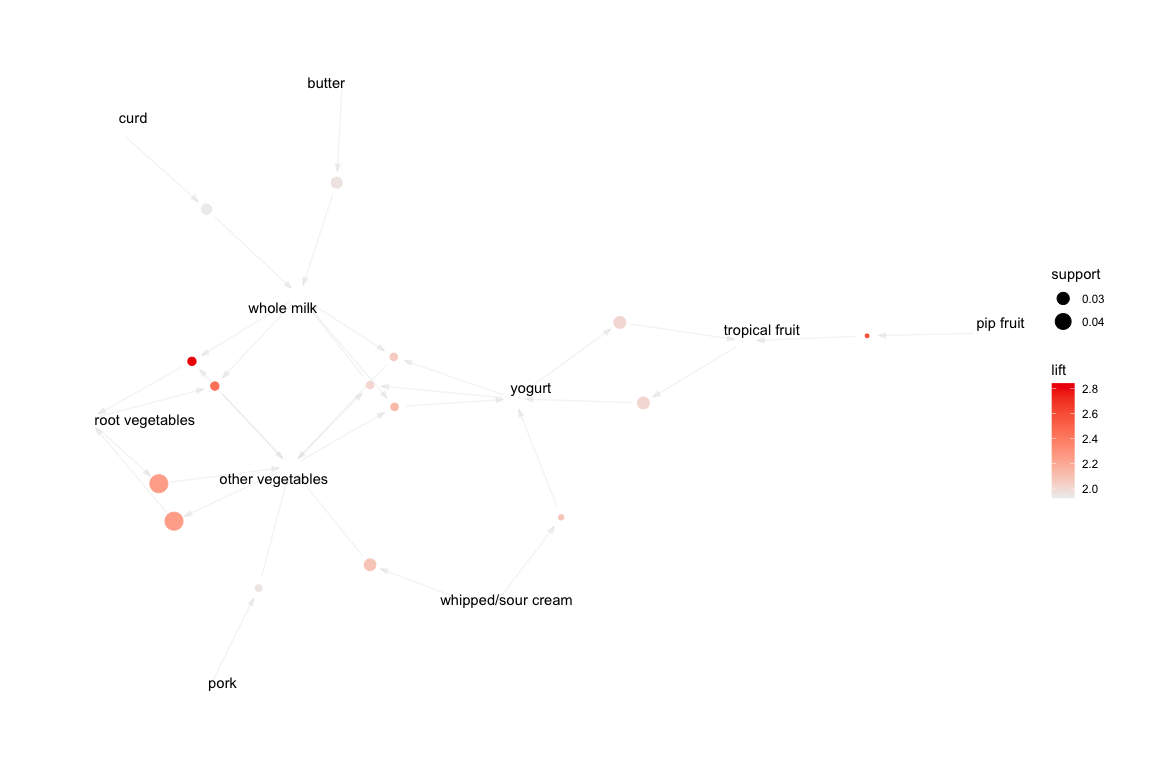 butter
curd
whole milk
root vegetables
other vegetables
yogurt
tropical fruit
pip fruit
whipped/sour cream
pork
support
0.03
0.04
lift
2.8
2.6
2.4
2.2
2.0